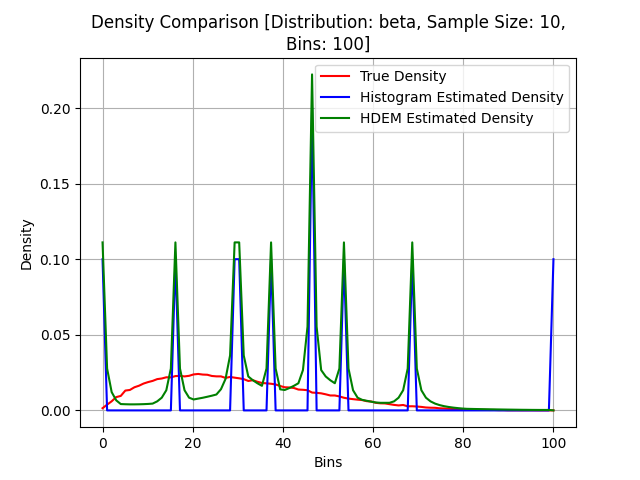 Density Comparison [Distribution: beta, Sample Size: 10,
Bins: 100]
True Density
Histogram Estimated Density
HDEM Estimated Density
Density
0.20
0.15
0.10
0.05
0.00
0 20 40 60 80 100
Bins